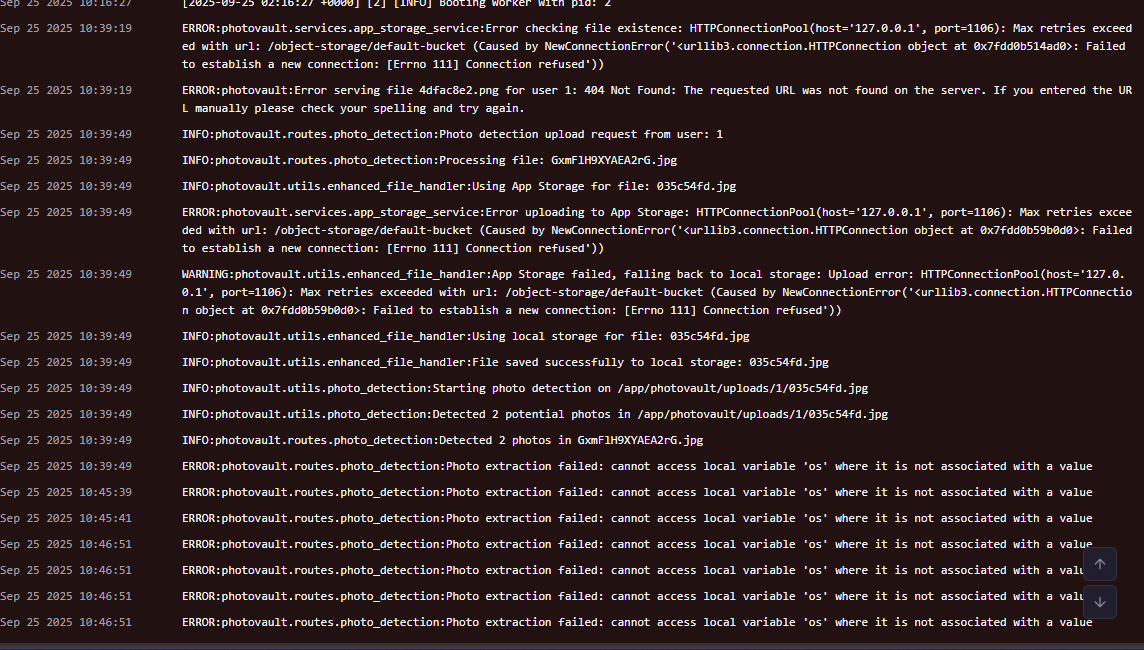 Sep 25 2025 10:16:27 [2025-09-25 02:16:27 +0000] [2] [INFO] Booting worker with pid: 2
Sep 25 2025 10:39:19 ERROR:photovault.services.app_storage_service:Error checking file existence: HTTPConnectionPool(host='127.0.0.1', port=1106): Max retries exceed
ed with url: /object-storage/default-bucket (Caused by NewConnectionError('<urllib3.connection.HTTPConnection object at 0x7fdd0b514ad0>: Failed
to establish a new connection: [Errno 111] Connection refused'))
Sep 25 2025 10:39:19 ERROR:photovault:Error serving file 4dfac8e2.png for user 1: 404 Not Found: The requested URL was not found on the server. If you entered the UR
L manually please check your spelling and try again.
Sep 25 2025 10:39:49 INFO:photovault.routes.photo_detection:Photo detection upload request from user: 1
Sep 25 2025 10:39:49 INFO:photovault.routes.photo_detection:Processing file: GxmFlH9XYAEA2rG.jpg
Sep 25 2025 10:39:49 INFO:photovault.utils.enhanced_file_handler:Using App Storage for file: 035c54fd.jpg
Sep 25 2025 10:39:49 ERROR:photovault.services.app_storage_service:Error uploading to App Storage: HTTPConnectionPool(host='127.0.0.1', port=1106): Max retries excee
ded with url: /object-storage/default-bucket (Caused by NewConnectionError('<urllib3.connection.HTTPConnection object at 0x7fdd0b59b0d0>: Failed
to establish a new connection: [Errno 111] Connection refused'))
Sep 25 2025 10:39:49 WARNING:photovault.utils.enhanced_file_handler:App Storage failed, falling back to local storage: Upload error: HTTPConnectionPool(host='127.0.
0.1', port=1106): Max retries exceeded with url: /object-storage/default-bucket (Caused by NewConnectionError('<urllib3.connection.HTTPConnectio
n object at 0x7fdd0b59b0d0>: Failed to establish a new connection: [Errno 111] Connection refused'))
Sep 25 2025 10:39:49 INFO:photovault.utils.enhanced_file_handler:Using local storage for file: 035c54fd.jpg
Sep 25 2025 10:39:49 INFO:photovault.utils.enhanced_file_handler:File saved successfully to local storage: 035c54fd.jpg
Sep 25 2025 10:39:49 INFO:photovault.utils.photo_detection:Starting photo detection on /app/photovault/uploads/1/035c54fd.jpg
Sep 25 2025 10:39:49 INFO:photovault.utils.photo_detection:Detected 2 potential photos in /app/photovault/uploads/1/035c54fd.jpg
Sep 25 2025 10:39:49 INFO:photovault.routes.photo_detection:Detected 2 photos in GxmFlH9XYAEA2rG.jpg
Sep 25 2025 10:39:49 ERROR:photovault.routes.photo_detection:Photo extraction failed: cannot access local variable 'os' where it is not associated with a value
Sep 25 2025 10:45:39 ERROR:photovault.routes.photo_detection:Photo extraction failed: cannot access local variable 'os' where it is not associated with a value
Sep 25 2025 10:45:41 ERROR:photovault.routes.photo_detection:Photo extraction failed: cannot access local variable 'os' where it is not associated with a value
Sep 25 2025 10:46:51 ERROR:photovault.routes.photo_detection:Photo extraction failed: cannot access local variable 'os' where it is not associated with a value
Sep 25 2025 10:46:51 ERROR:photovault.routes.photo_detection:Photo extraction failed: cannot access local variable 'os' where it is not associated with a valu
Sep 25 2025 10:46:51 ERROR:photovault.routes.photo_detection:Photo extraction failed: cannot access local variable 'os' where it is not associated with a valu
Sep 25 2025 10:46:51 ERROR:photovault.routes.photo_detection:Photo extraction failed: cannot access local variable 'os' where it is not associated with a value